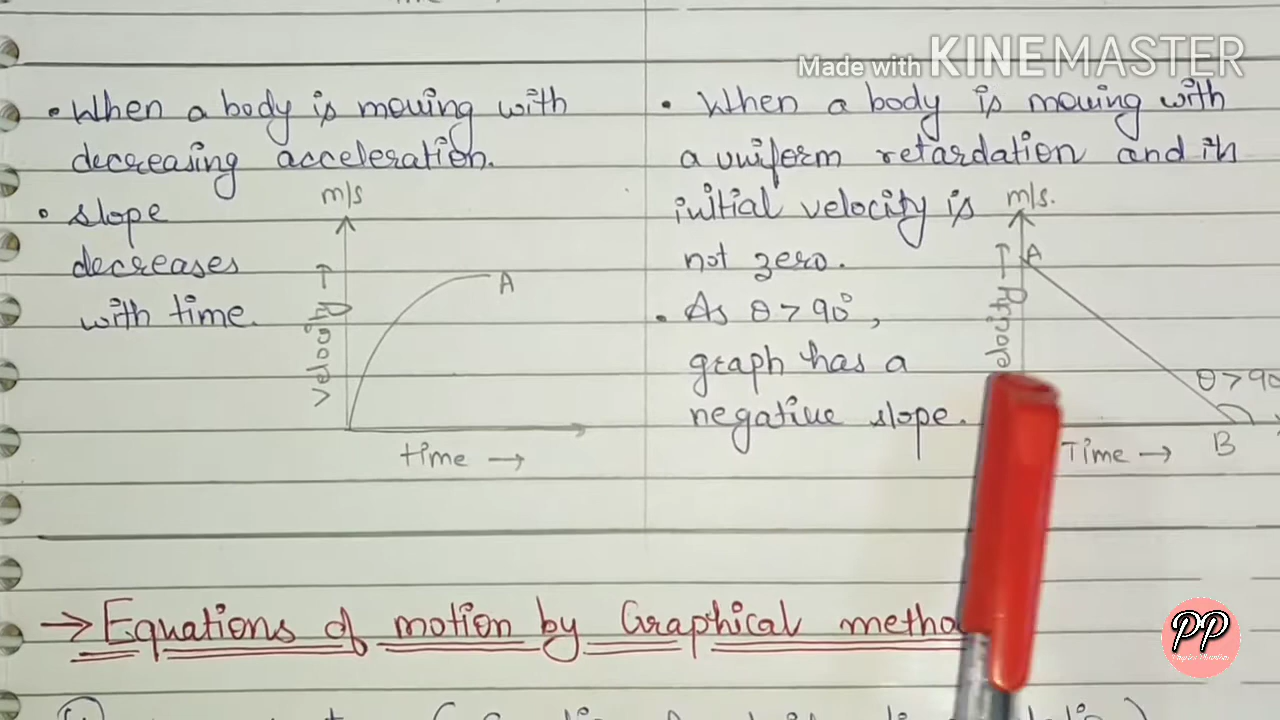 Made with KINEMASTER
• When a body is moving with
decreasing acceleration.
• slope
decreases
with time.
m/s
velocity →
A
time →
• When a body is moving with
a uniform retardation and its
initial velocity is
not zero.
• As θ > 90°,
graph has a
negative slope.
m/s.
A
elocity →
θ > 90
B
Time →
→ Equations of motion by Graphical metho
PP